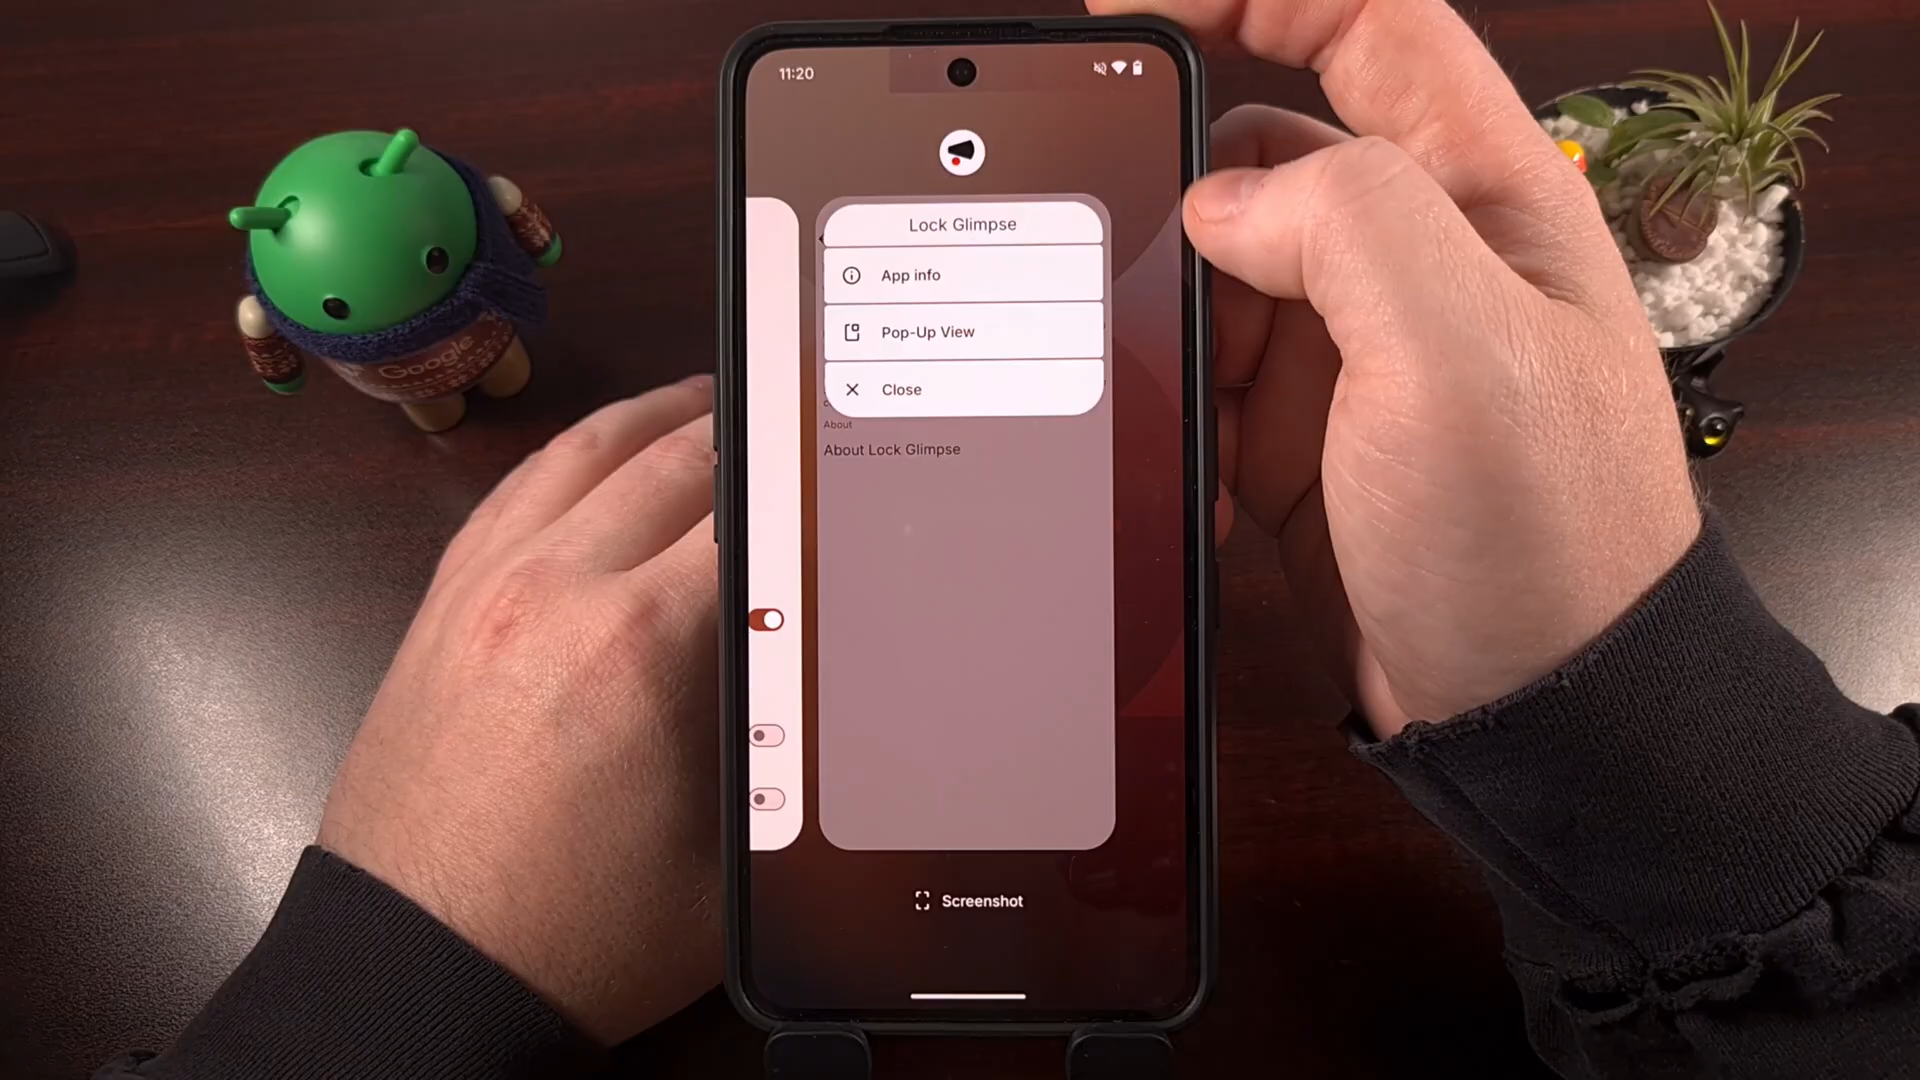 11:20
Lock Glimpse
App info
Pop-Up View
Close
About
About Lock Glimpse
Screenshot
Google